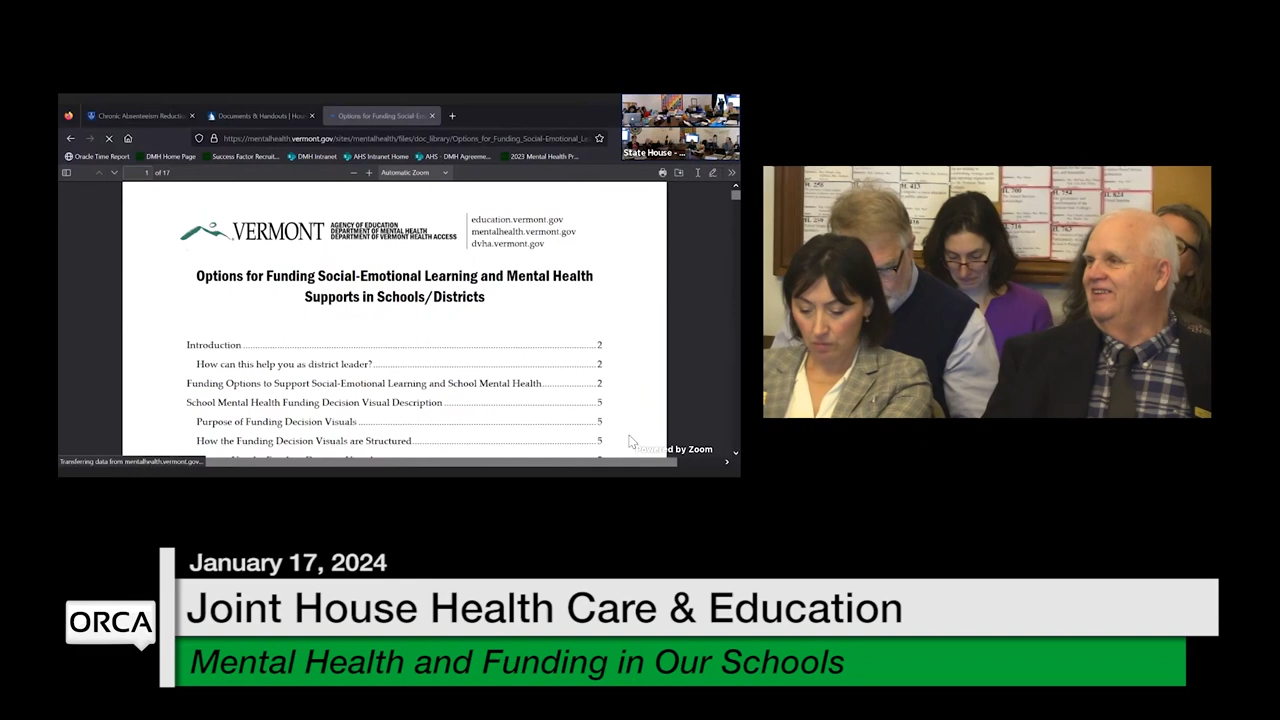 Chronic Absenteeism Reducti
Documents & Handouts | Hou
Options for Funding Social-Em
https://mentalhealth.vermont.gov/sites/mentalhealth/files/doc_library/Options_for_Funding_Social-Emotional_Le
Oracle Time Report
DMH Home Page
Success Factor Recruit...
DMH Intranet
AHS Intranet Home
AHS - DMH Agreeme...
2023 Mental Health Pr...
State House - ...
1 of 17
Automatic Zoom
VERMONT
AGENCY OF EDUCATION
DEPARTMENT OF MENTAL HEALTH
DEPARTMENT OF VERMONT HEALTH ACCESS
education.vermont.gov
mentalhealth.vermont.gov
dvha.vermont.gov
Options for Funding Social-Emotional Learning and Mental Health
Supports in Schools/Districts
Introduction 2
How can this help you as district leader? 2
Funding Options to Support Social-Emotional Learning and School Mental Health 2
School Mental Health Funding Decision Visual Description 5
Purpose of Funding Decision Visuals 5
How the Funding Decision Visuals are Structured 5
Powered by Zoom
Transferring data from mentalhealth.vermont.gov...
H. 413
H. 700
H. 754
H. 824
H. 716
H. 763
January 17, 2024
Joint House Health Care & Education
ORCA
Mental Health and Funding in Our Schools